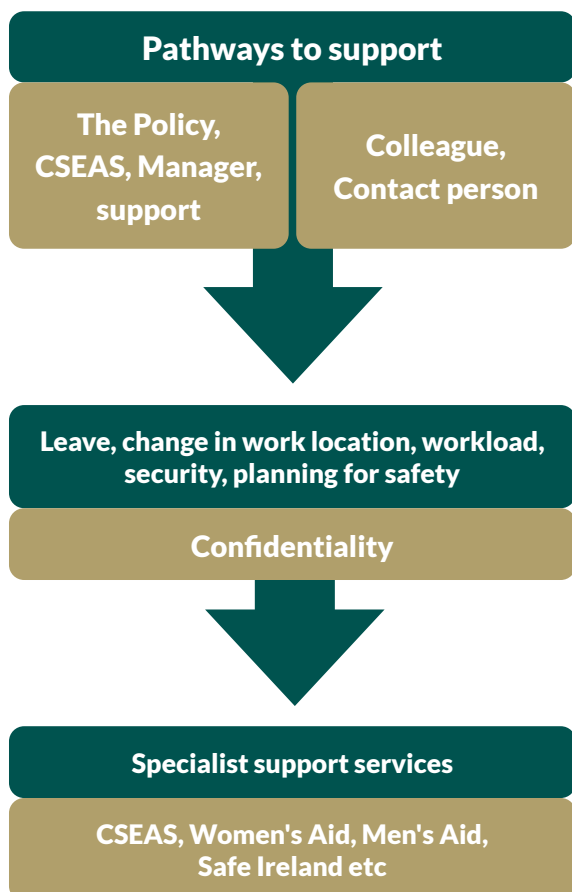 Pathways to support
The Policy,
CSEAS, Manager,
support
Colleague,
Contact person
Leave, change in work location, workload,
security, planning for safety
Confidentiality
Specialist support services
CSEAS, Women's Aid, Men's Aid,
Safe Ireland etc